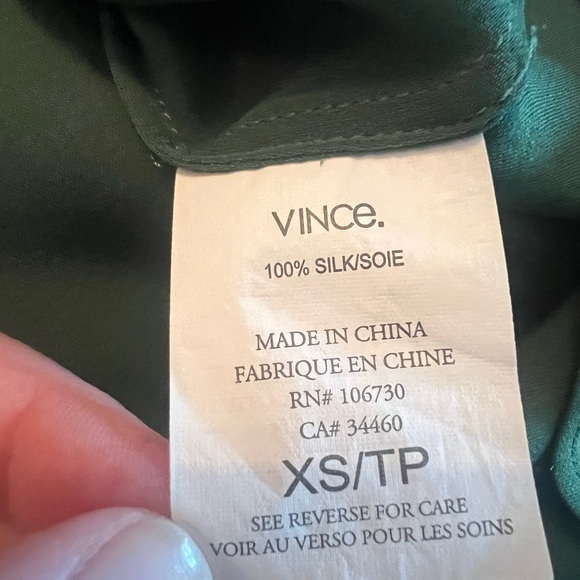 VINCe.
100% SILK/SOIE
MADE IN CHINA
FABRIQUE EN CHINE
RN# 106730
CA# 34460
XS/TP
SEE REVERSE FOR CARE
VOIR AU VERSO POUR LES SOINS